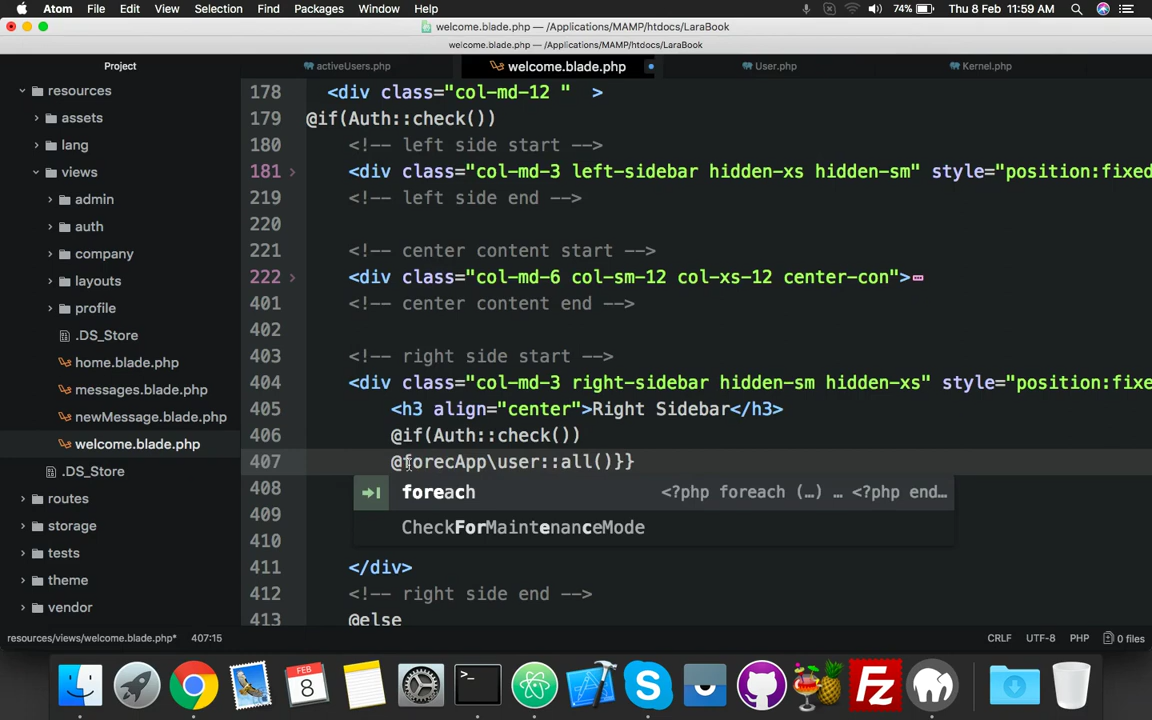 Atom File Edit View Selection Find Packages Window Help 74% Thu 8 Feb 11:59 AM
welcome.blade.php — /Applications/MAMP/htdocs/LaraBook
welcome.blade.php — /Applications/MAMP/htdocs/LaraBook
Project activeUsers.php welcome.blade.php User.php Kernel.php
resources
assets
lang
views
admin
auth
company
layouts
profile
.DS_Store
home.blade.php
messages.blade.php
newMessage.blade.php
welcome.blade.php
.DS_Store
routes
storage
tests
theme
vendor
178 <div class="col-md-12 " >
179 @if(Auth::check())
180 <!-- left side start -->
181 <div class="col-md-3 left-sidebar hidden-xs hidden-sm" style="position:fixed
219 <!-- left side end -->
220
221 <!-- center content start -->
222 <div class="col-md-6 col-sm-12 col-xs-12 center-con">
401 <!-- center content end -->
402
403 <!-- right side start -->
404 <div class="col-md-3 right-sidebar hidden-sm hidden-xs" style="position:fixe
405 <h3 align="center">Right Sidebar</h3>
406 @if(Auth::check())
407 @forecApp\user::all()}}
408 foreach <?php foreach (…) … <?php end…
409 CheckForMaintenanceMode
410
411 </div>
412 <!-- right side end -->
413 @else
resources/views/welcome.blade.php* 407:15 CRLF UTF-8 PHP 0 files
FEB
8
>_
S
Fz